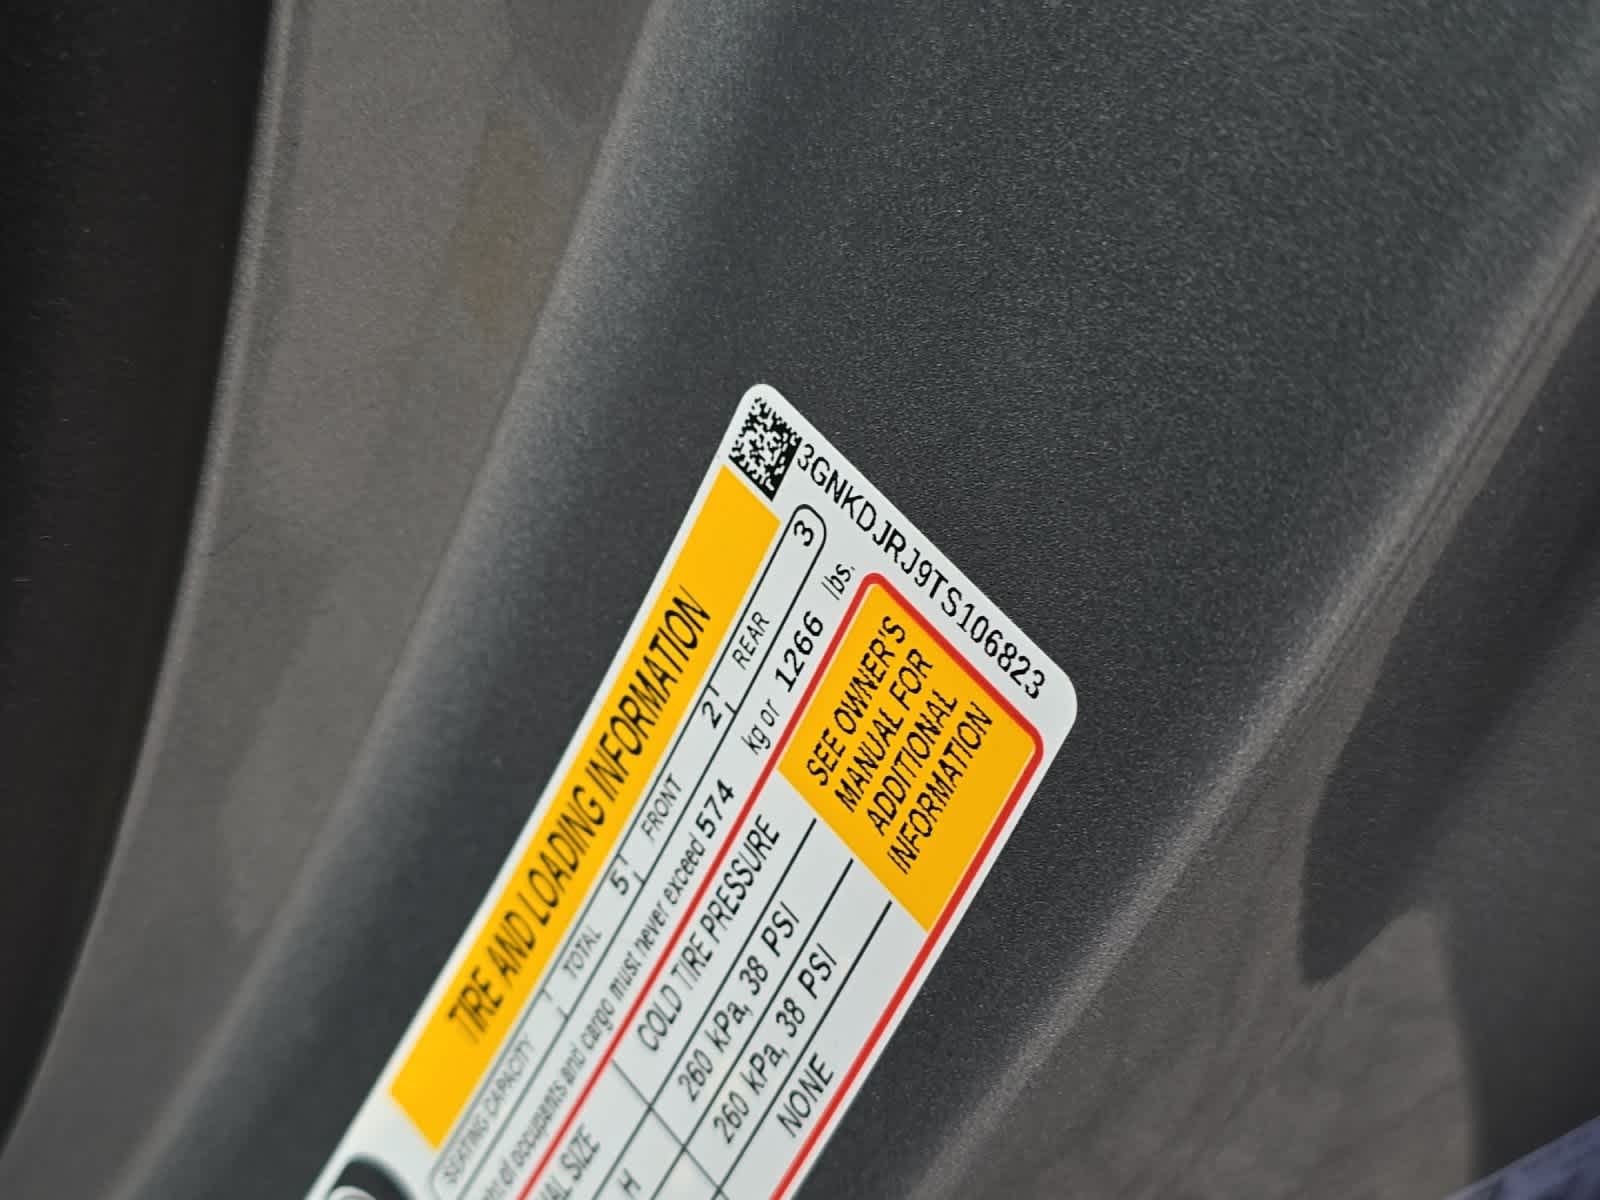 3GNKDJRJ9TS106823
TIRE AND LOADING INFORMATION
SEATING CAPACITY TOTAL 5 FRONT 2 REAR 3
of occupants and cargo must never exceed 574 kg or 1266 lbs.
SIZE COLD TIRE PRESSURE
H 260 kPa, 38 PSI
260 kPa, 38 PSI
NONE
SEE OWNER'S
MANUAL FOR
ADDITIONAL
INFORMATION